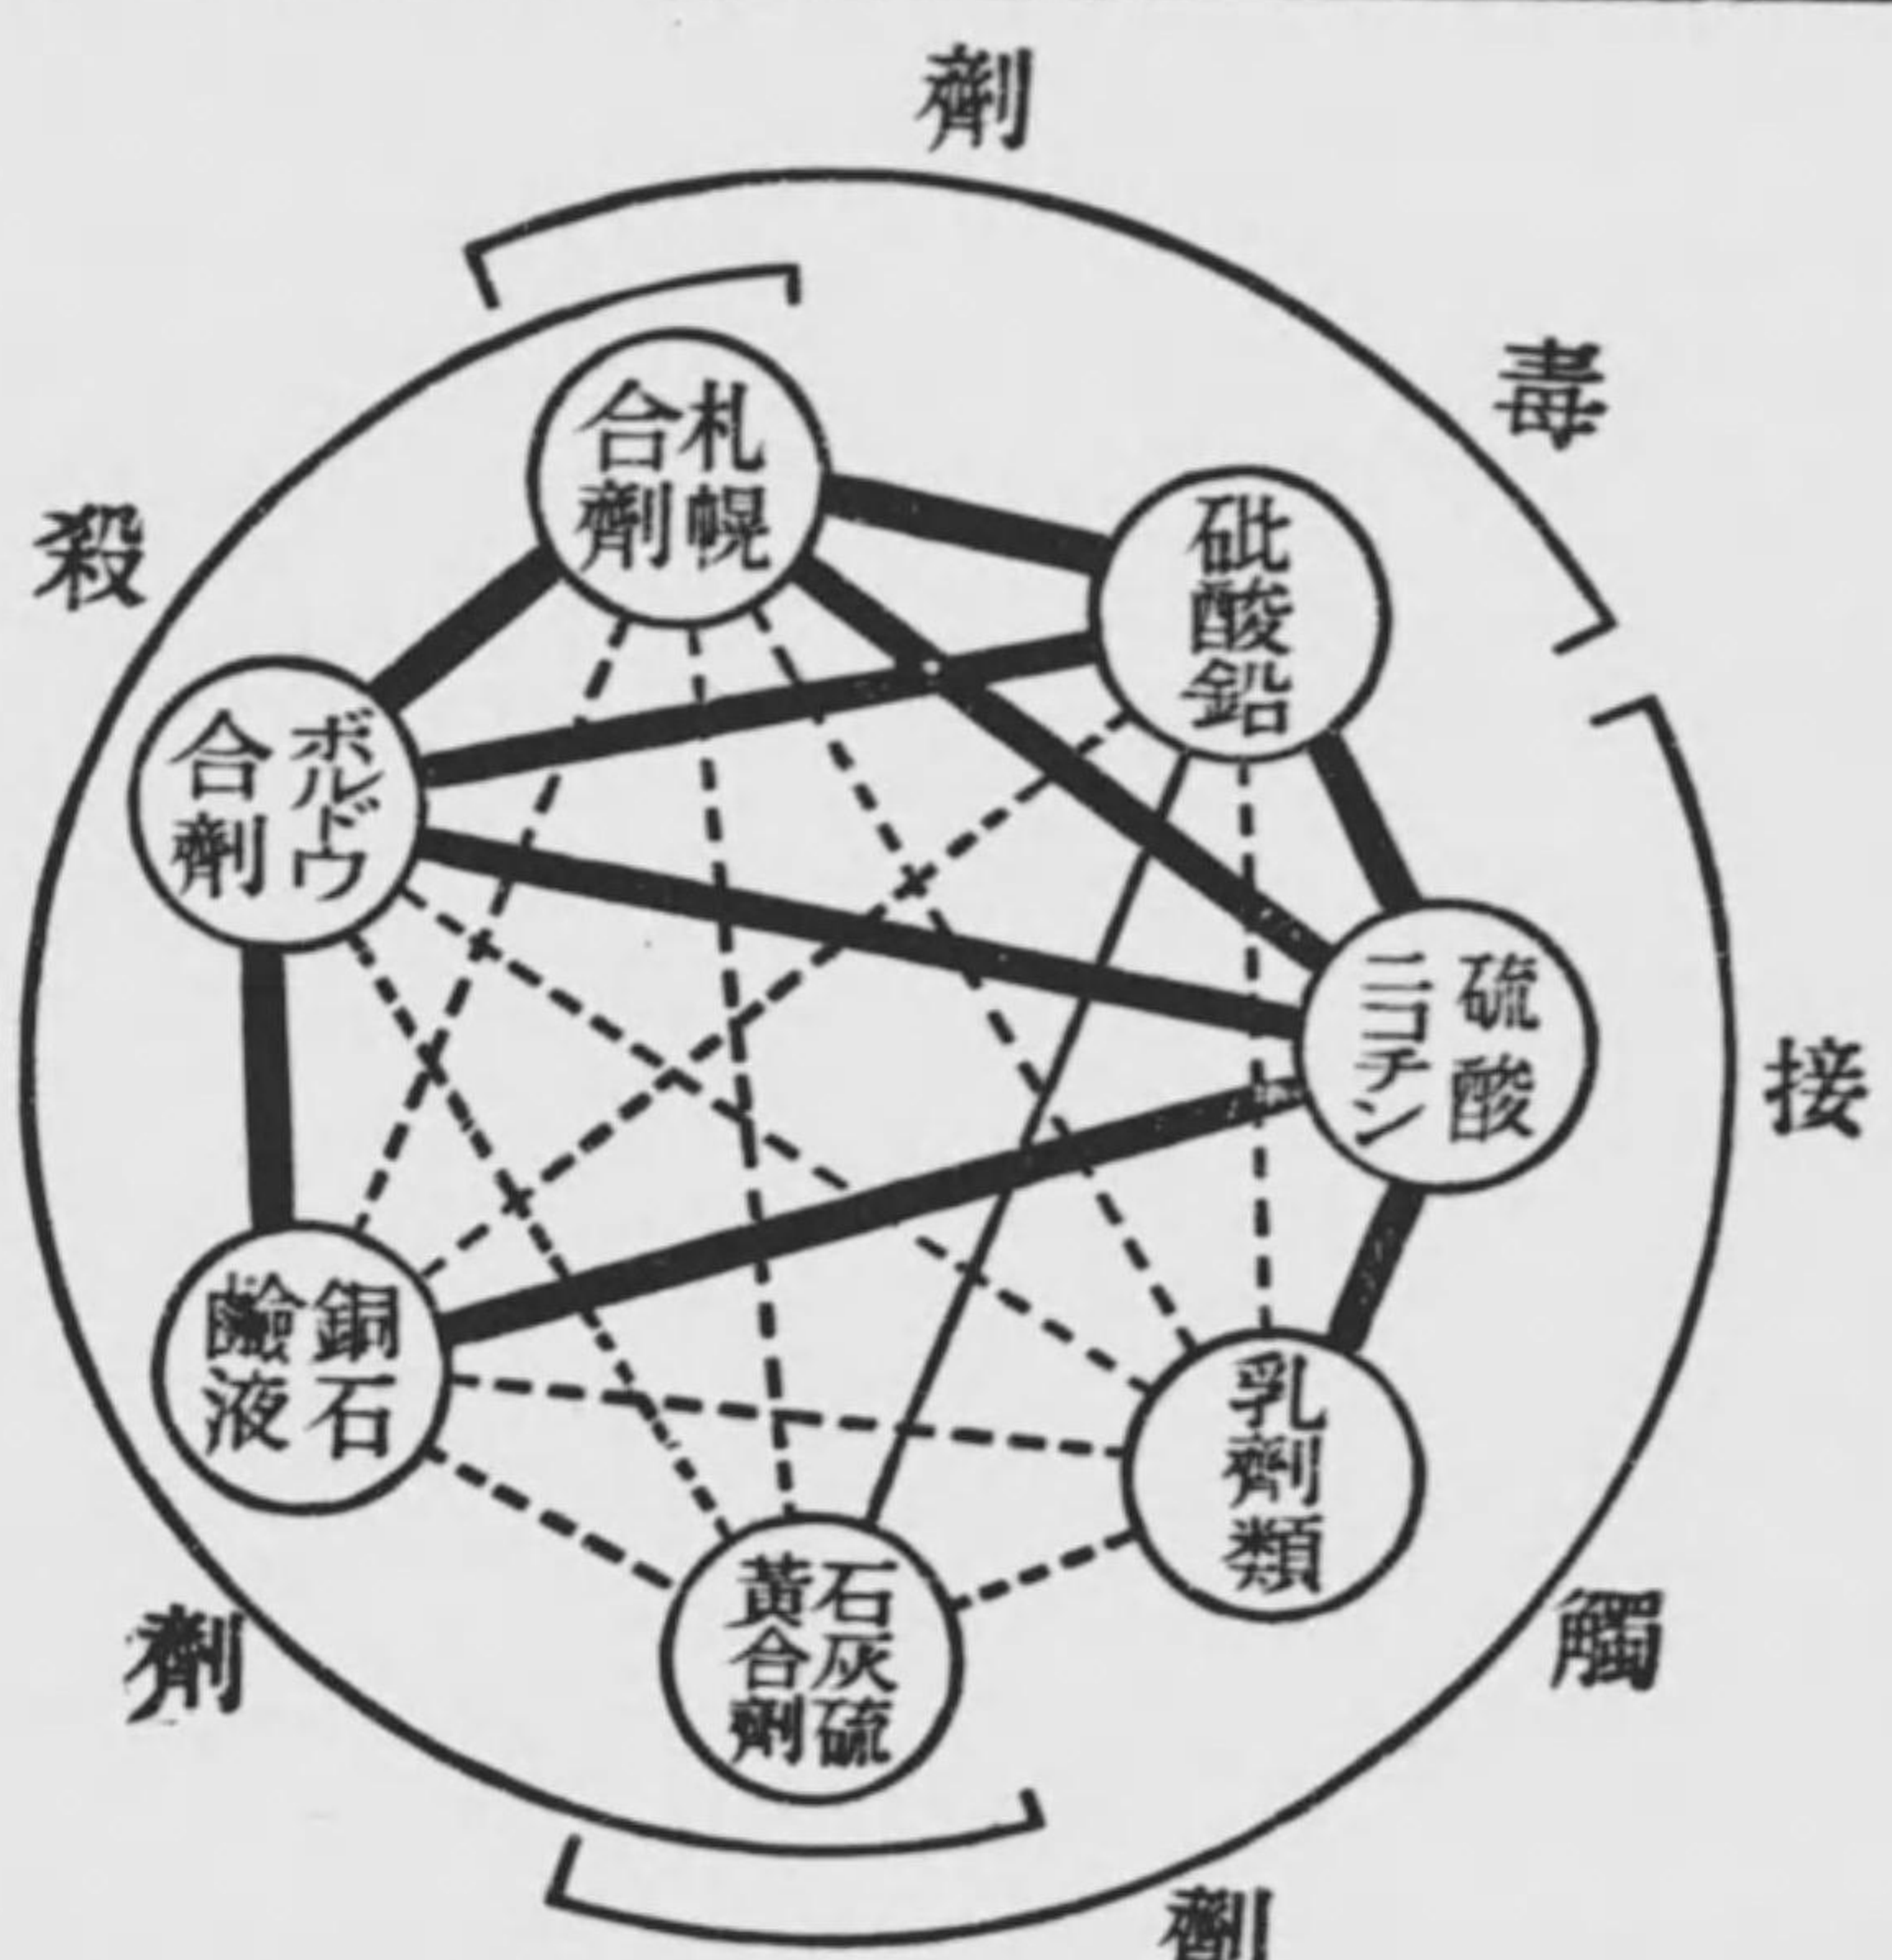 劑
毒
殺
札幌
合劑
砒酸鉛
ボルドウ
合劑
硫酸
ニコチン
接
銅石
鹼液
乳劑類
石灰硫
黄合劑
觸
劑
劑